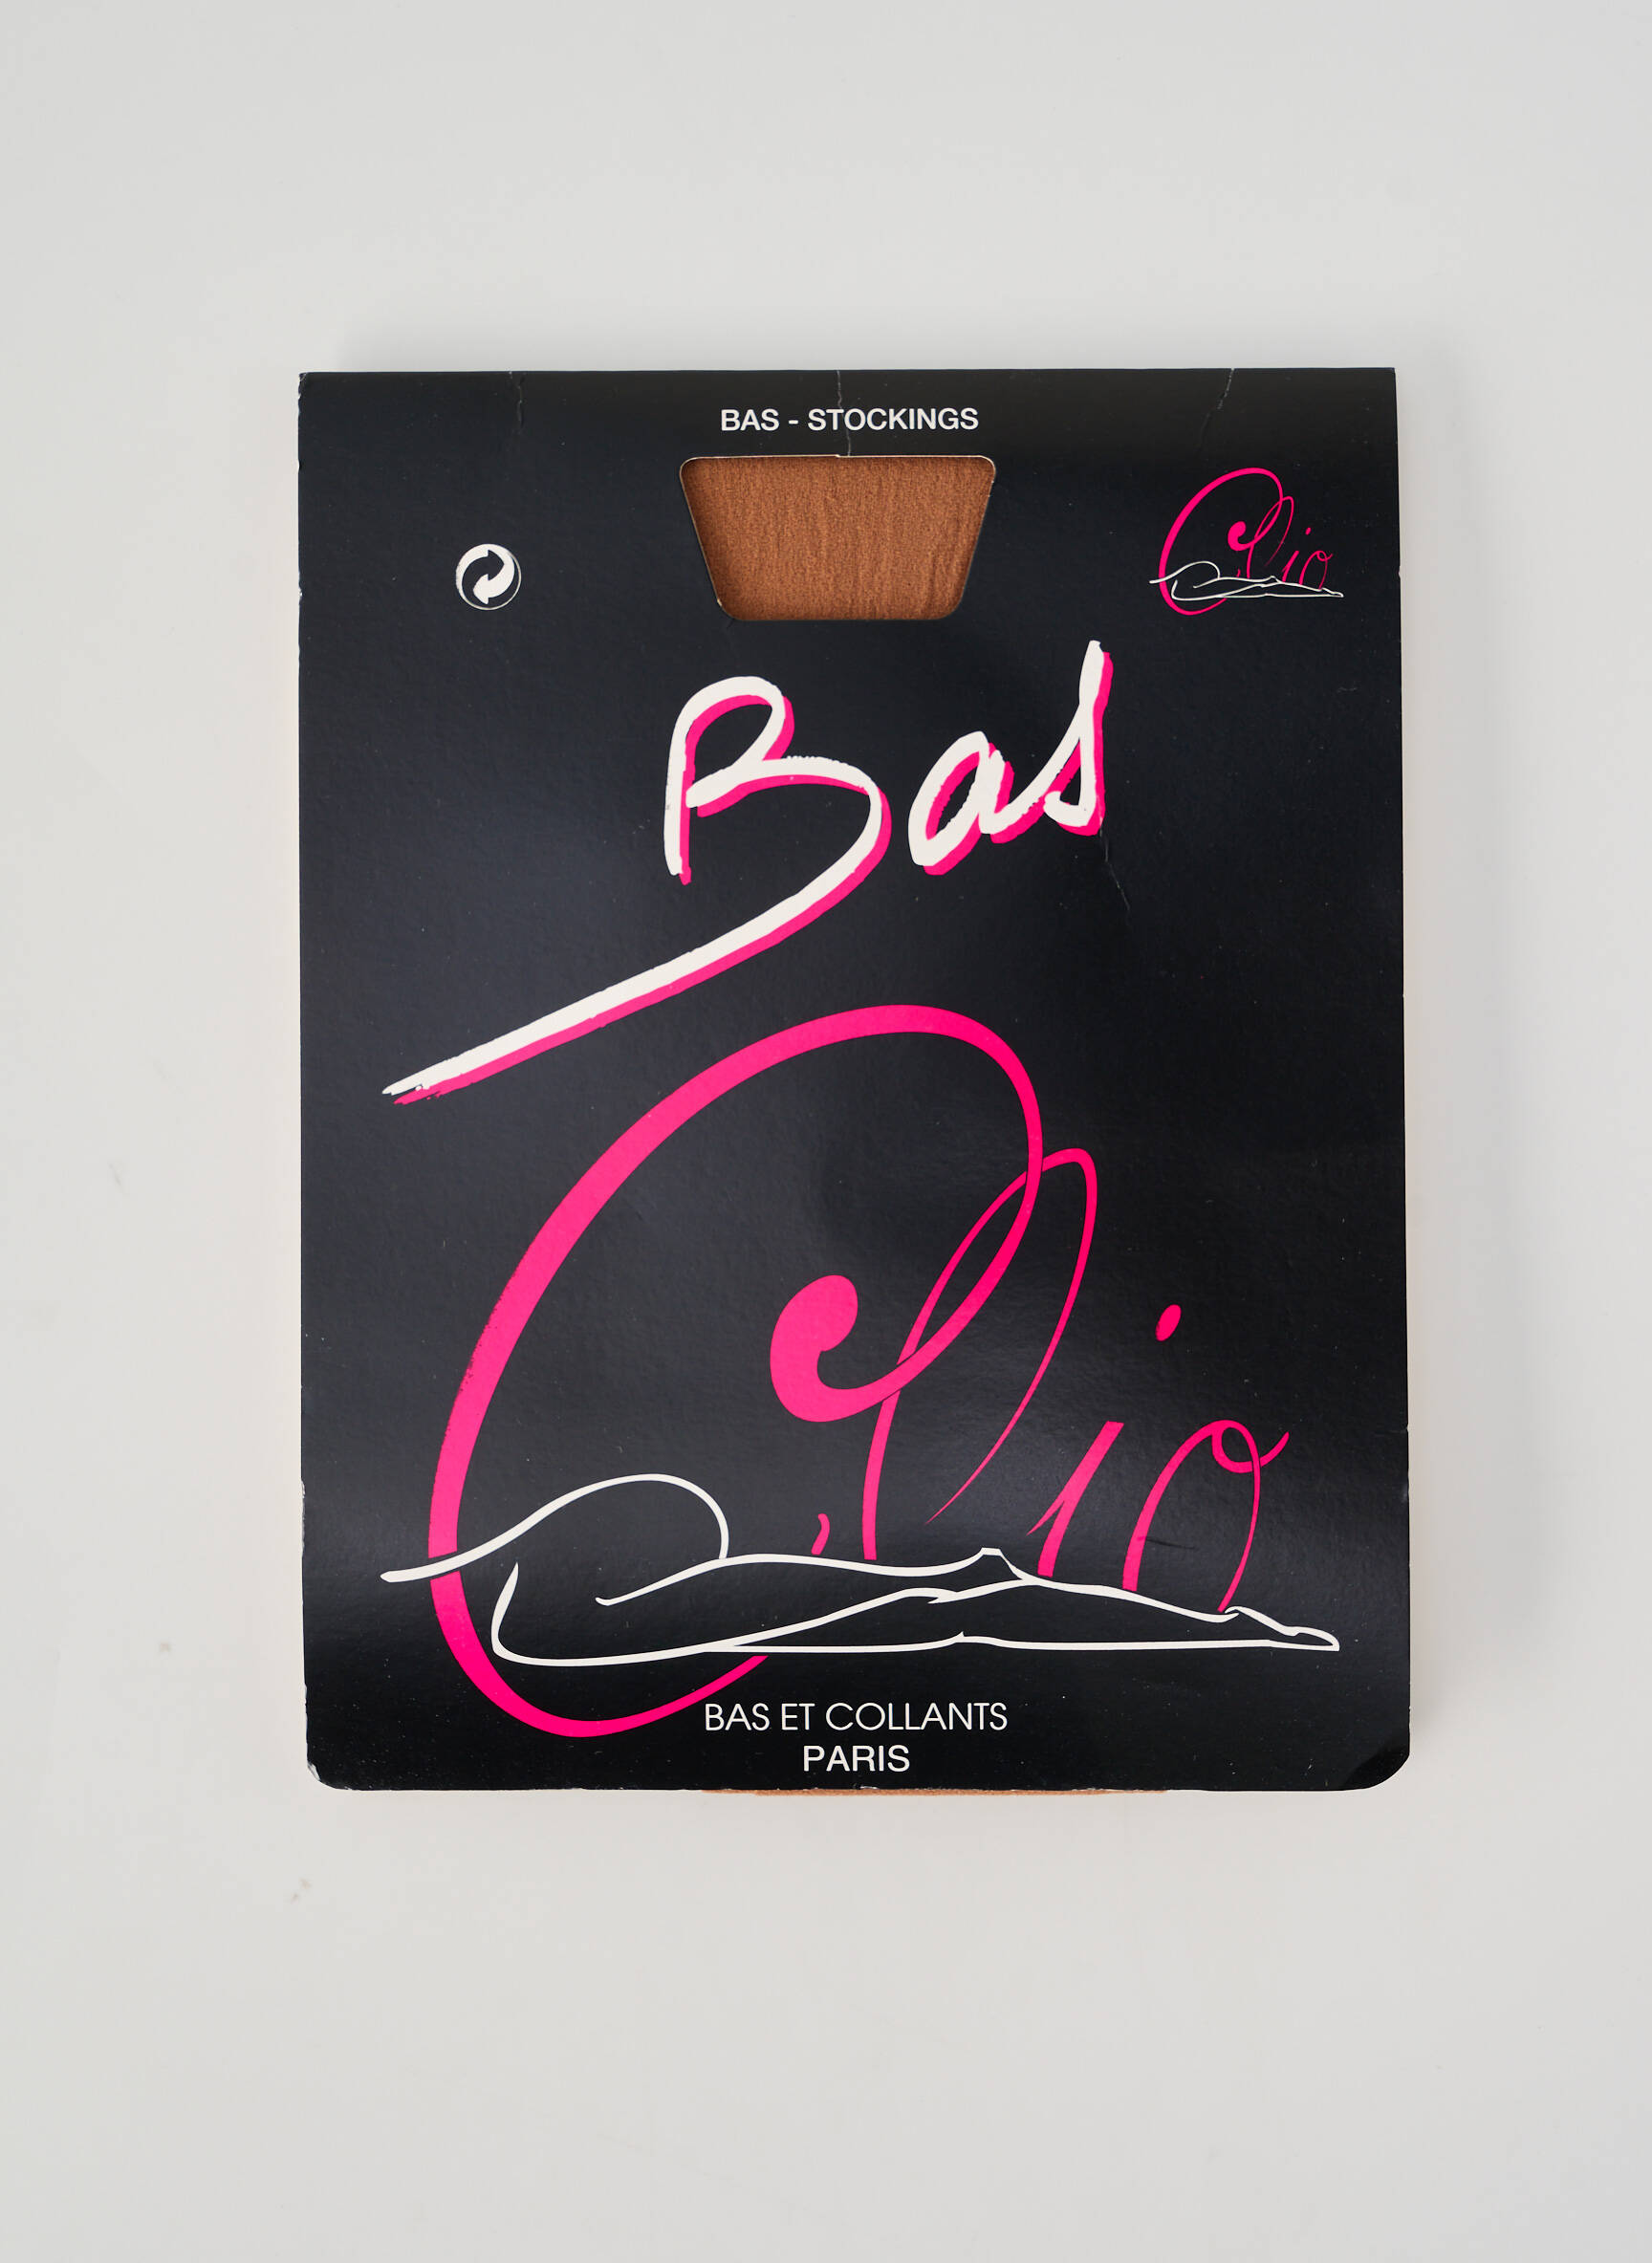 BAS - STOCKINGS
Clio
Bas
Clio
BAS ET COLLANTS
PARIS